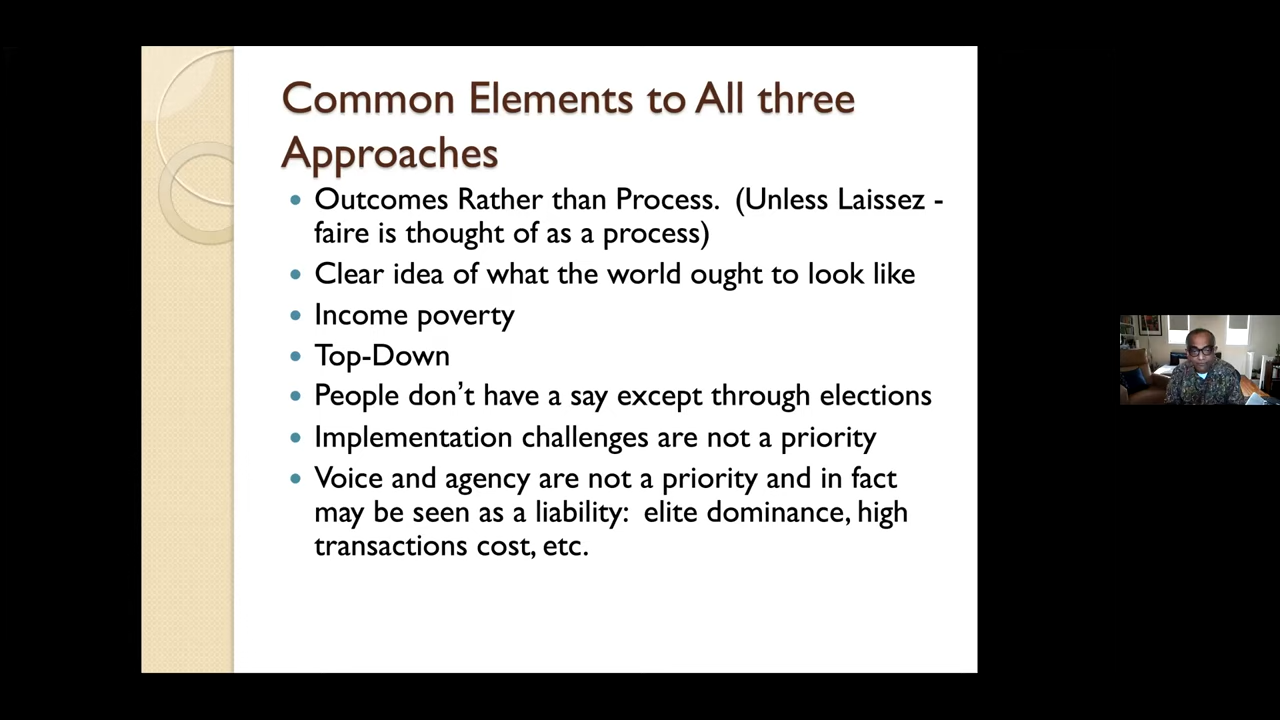 Common Elements to All three
Approaches
• Outcomes Rather than Process. (Unless Laissez -
faire is thought of as a process)
• Clear idea of what the world ought to look like
• Income poverty
• Top-Down
• People don’t have a say except through elections
• Implementation challenges are not a priority
• Voice and agency are not a priority and in fact
may be seen as a liability: elite dominance, high
transactions cost, etc.